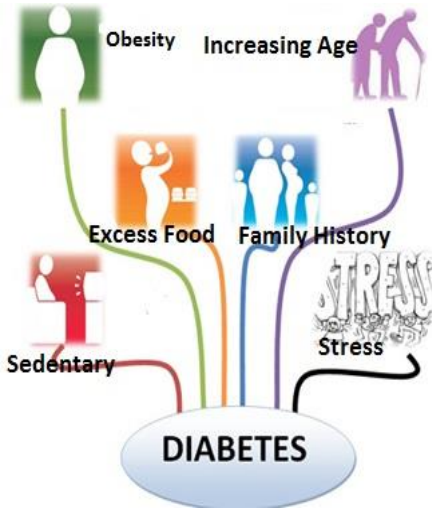 Obesity
Increasing Age
Excess Food
Family History
STRESS
Stress
Sedentary
DIABETES